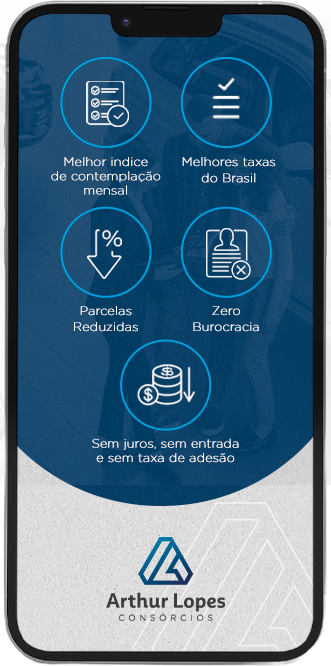 Melhor indice
de contemplação
mensal
Melhores taxas
do Brasil
%
Parcelas
Reduzidas
Zero
Burocracia
$
$
Sem juros, sem entrada
e sem taxa de adesão
Arthur Lopes
CONSÓRCIOS